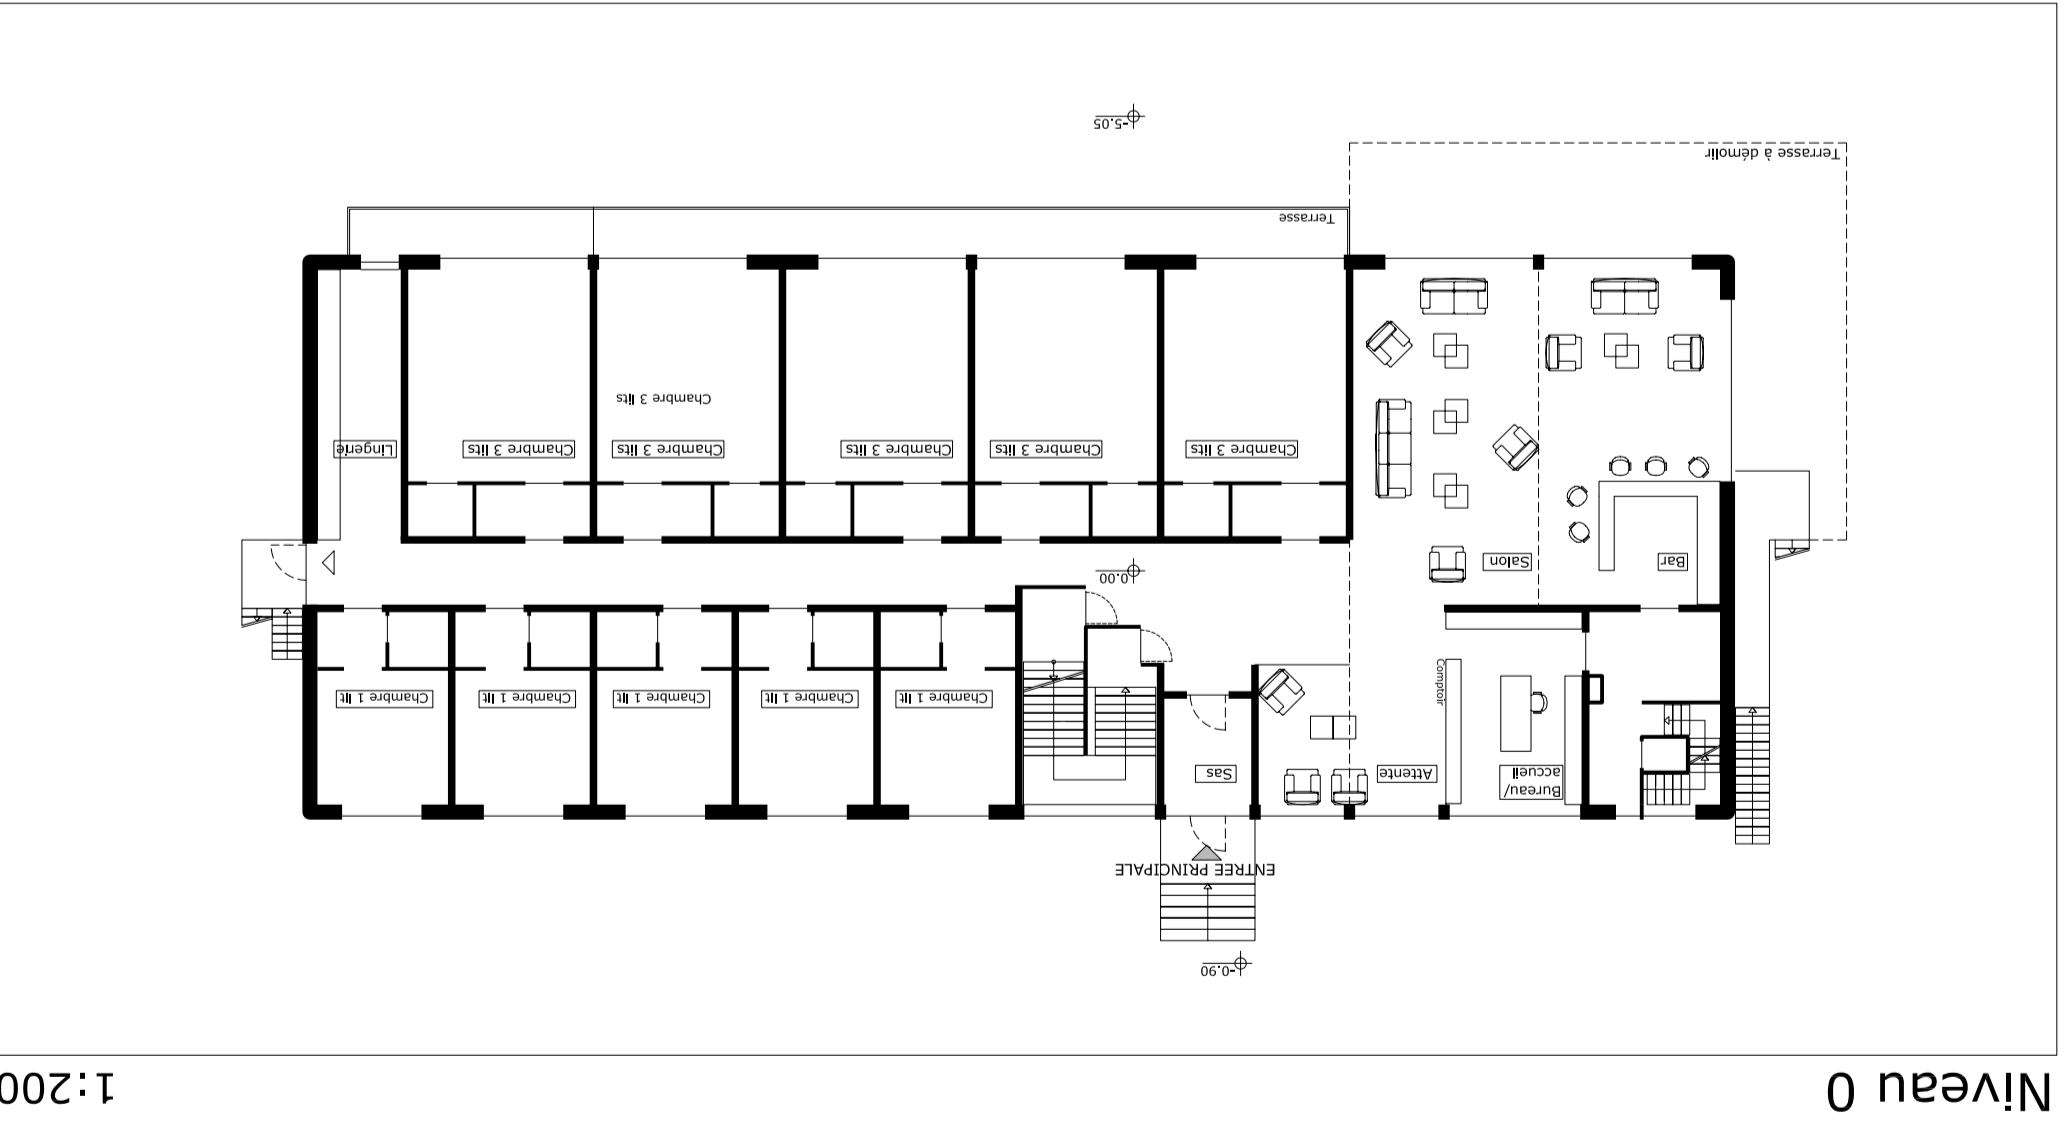 Niveau 0
1:200
-0.90
ENTREE PRINCIPALE
Bureau/
accueil
Attente
Sas
Comptoir
Chambre 1 lit
Chambre 1 lit
Chambre 1 lit
Chambre 1 lit
Chambre 1 lit
0.00
Bar
Salon
Chambre 3 lits
Chambre 3 lits
Chambre 3 lits
Chambre 3 lits
Chambre 3 lits
Lingerie
Chambre 3 lits
Terrasse
Terrasse à démolir
-5.05